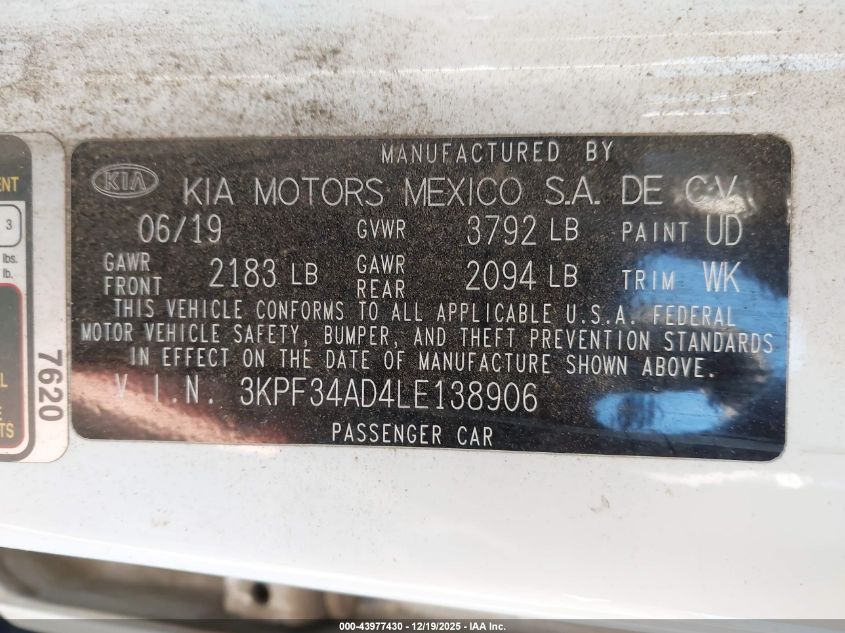 MANUFACTURED BY
KIA KIA MOTORS MEXICO S.A. DE C.V.
06/19 GVWR 3792 LB PAINT UD
GAWR FRONT 2183 LB GAWR REAR 2094 LB TRIM WK
THIS VEHICLE CONFORMS TO ALL APPLICABLE U.S.A. FEDERAL
MOTOR VEHICLE SAFETY, BUMPER, AND THEFT PREVENTION STANDARDS
IN EFFECT ON THE DATE OF MANUFACTURE SHOWN ABOVE.
V.I.N. 3KPF34AD4LE138906
PASSENGER CAR
3
lbs.
lb.
7620
000-43977430 • 12/19/2025 • IAA Inc.